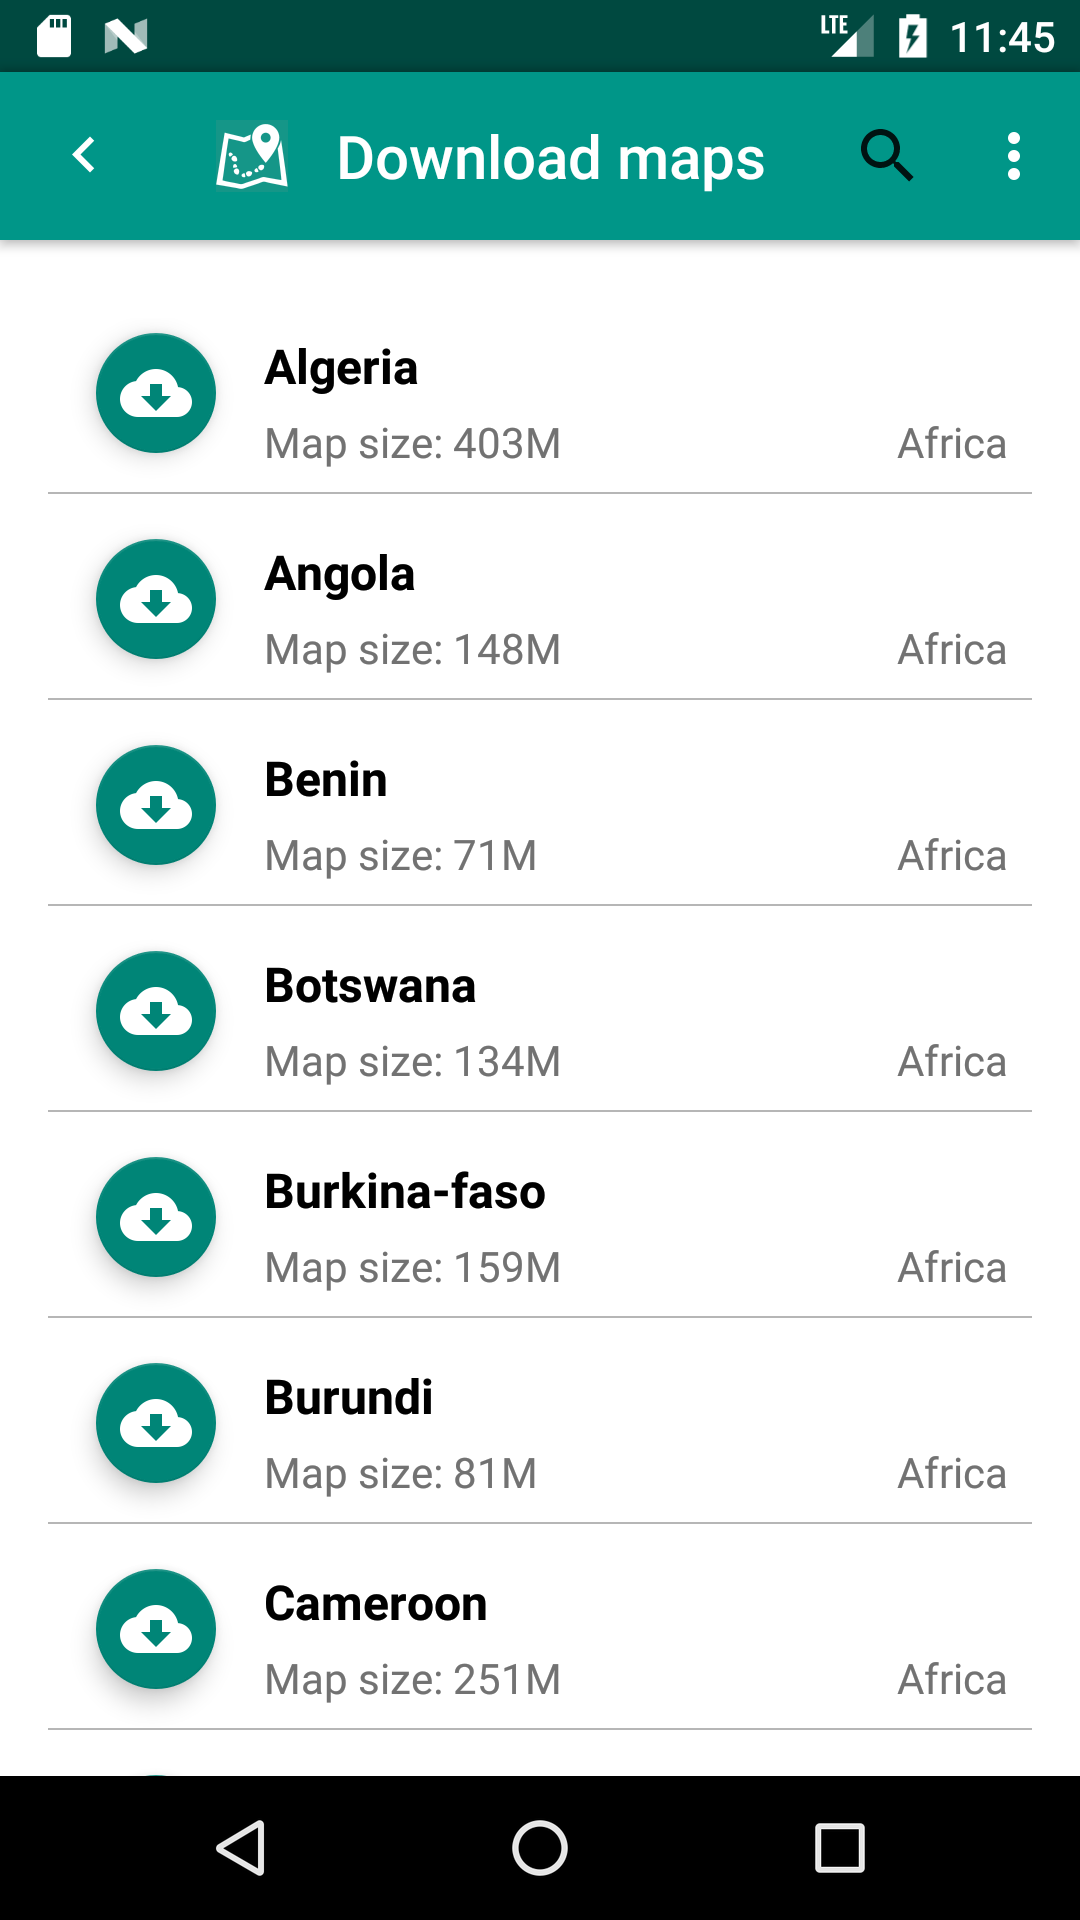 LTE 11:45
Download maps
Algeria
Map size: 403M Africa
Angola
Map size: 148M Africa
Benin
Map size: 71M Africa
Botswana
Map size: 134M Africa
Burkina-faso
Map size: 159M Africa
Burundi
Map size: 81M Africa
Cameroon
Map size: 251M Africa